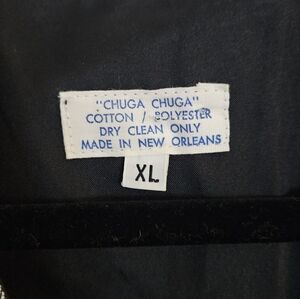 "CHUGA CHUGA"
COTTON / POLYESTER
DRY CLEAN ONLY
MADE IN NEW ORLEANS
XL